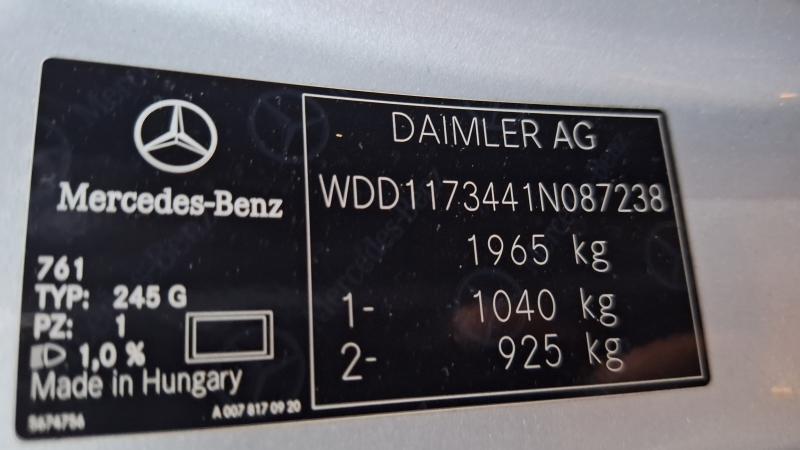 Mercedes-Benz
761
TYP: 245 G
PZ: 1
1,0 %
Made in Hungary
5674756
A 007 817 09 20
DAIMLER AG
WDD1173441N087238
1965 kg
1- 1040 kg
2- 925 kg